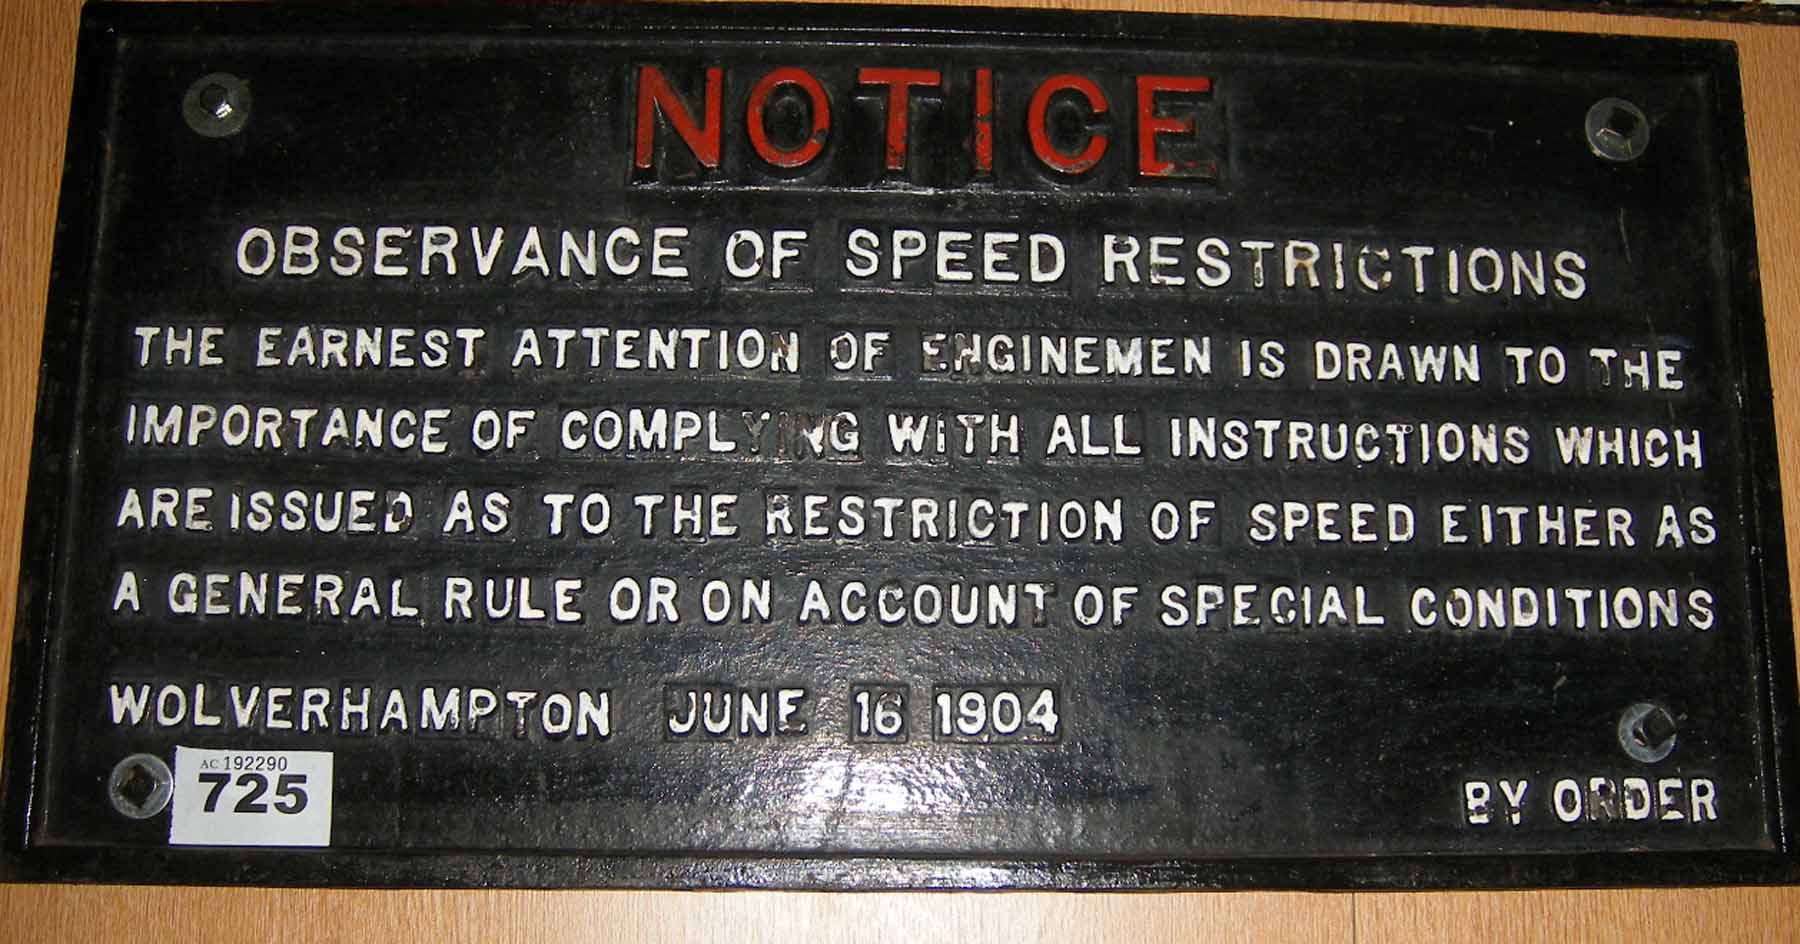 NOTICE
OBSERVANCE OF SPEED RESTRICTIONS
THE EARNEST ATTENTION OF ENGINEMEN IS DRAWN TO THE
IMPORTANCE OF COMPLYING WITH ALL INSTRUCTIONS WHICH
ARE ISSUED AS TO THE RESTRICTION OF SPEED EITHER AS
A GENERAL RULE OR ON ACCOUNT OF SPECIAL CONDITIONS
WOLVERHAMPTON JUNE 16 1904
AC 192290
725
BY ORDER